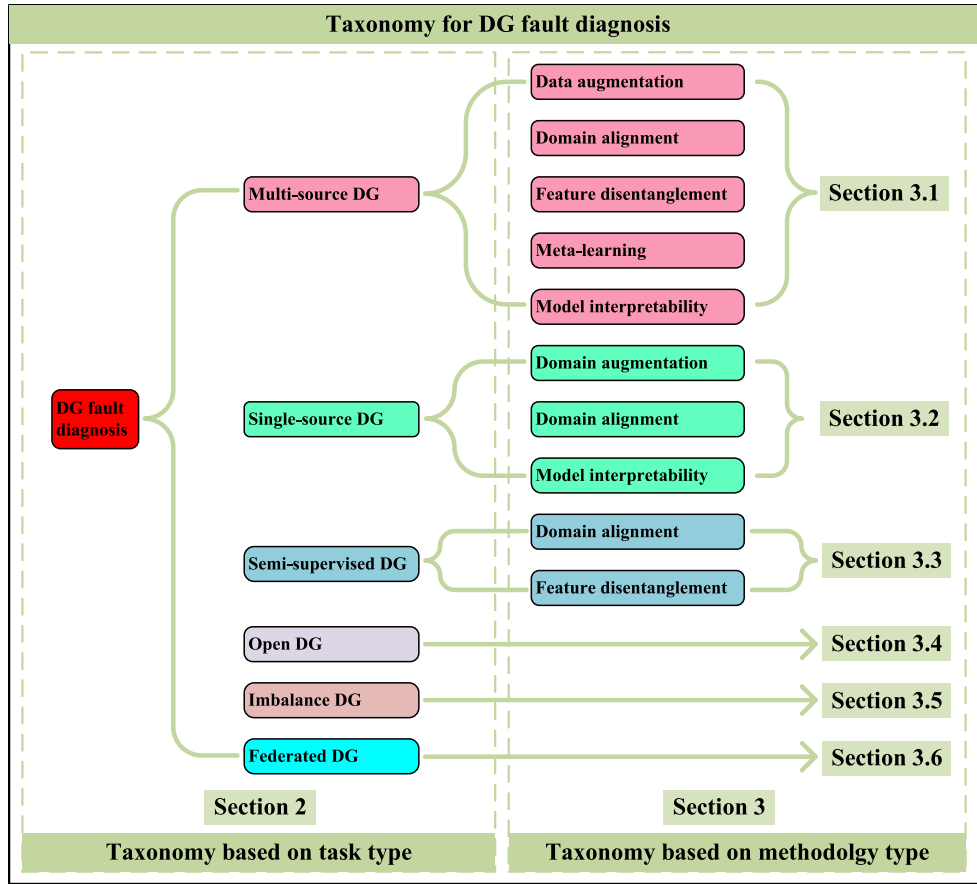 Taxonomy for DG fault diagnosis
DG fault
diagnosis
Multi-source DG
Data augmentation
Domain alignment
Feature disentanglement
Meta-learning
Model interpretability
Section 3.1
Single-source DG
Domain augmentation
Domain alignment
Model interpretability
Section 3.2
Semi-supervised DG
Domain alignment
Feature disentanglement
Section 3.3
Open DG
Section 3.4
Imbalance DG
Section 3.5
Federated DG
Section 3.6
Section 2
Section 3
Taxonomy based on task type
Taxonomy based on methodolgy type